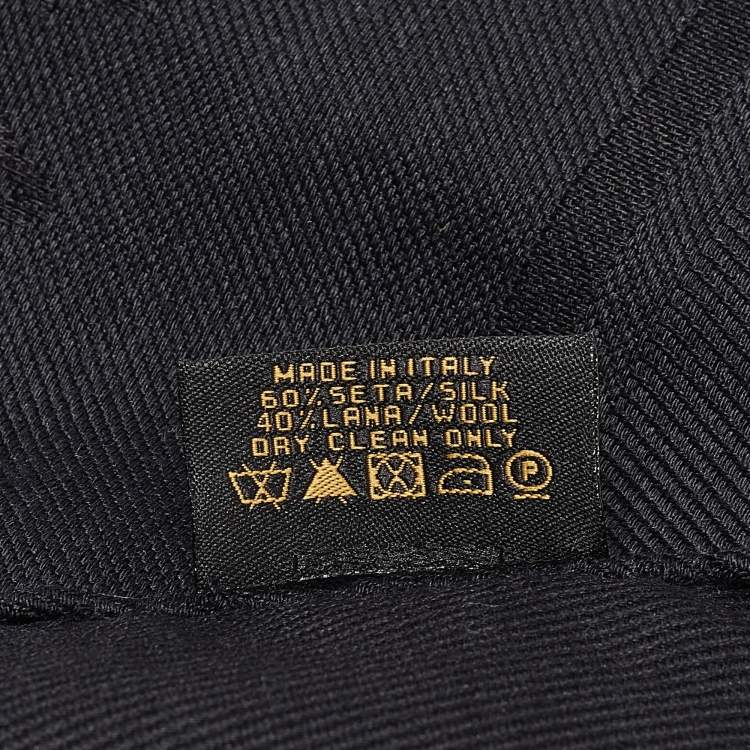 MADE IN ITALY
60% SETA/SILK
40% LANA/WOOL
DRY CLEAN ONLY
P